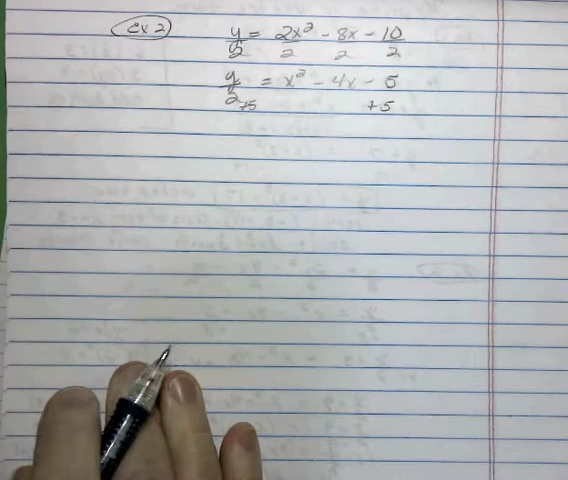 ex 2
y/2 = 2x²/2 - 8x/2 - 10/2
y/2 = x² - 4x - 5
+5 +5